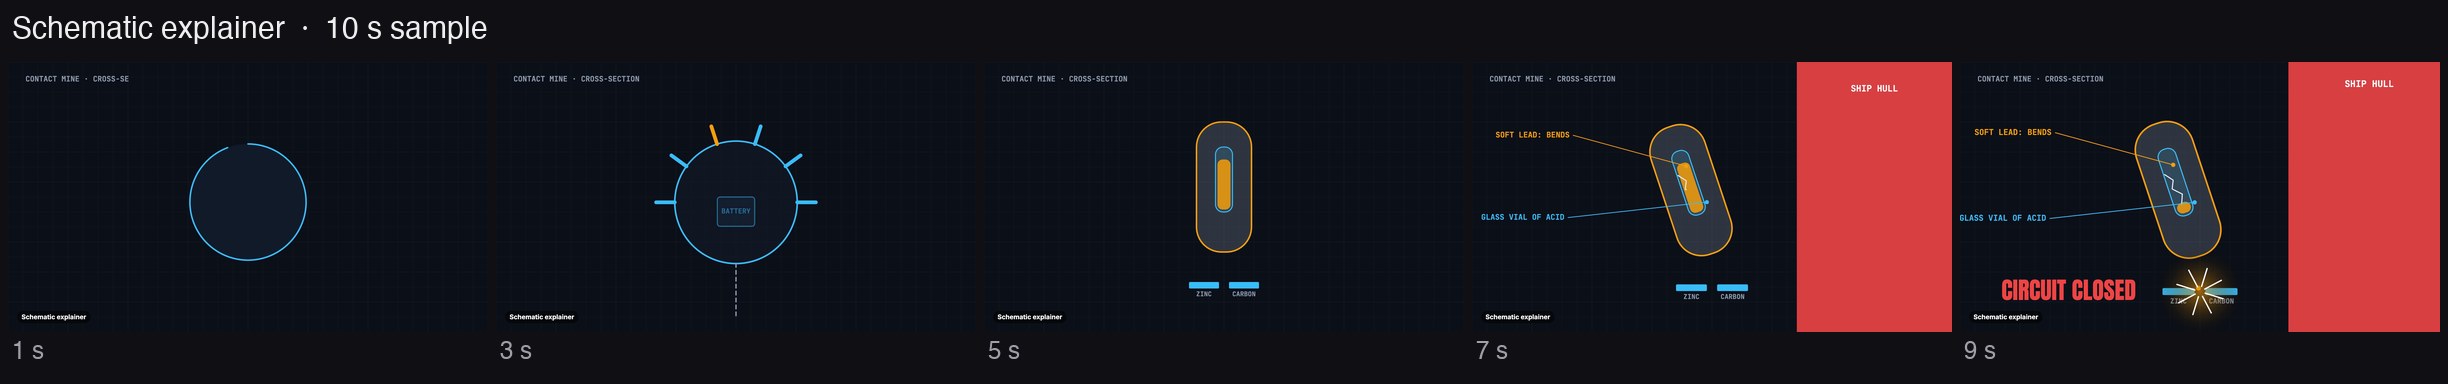 Schematic explainer · 10 s sample
CONTACT MINE · CROSS-SE
Schematic explainer
1 s
CONTACT MINE · CROSS-SECTION
BATTERY
Schematic explainer
3 s
CONTACT MINE · CROSS-SECTION
ZINC CARBON
Schematic explainer
5 s
CONTACT MINE · CROSS-SECTION
SHIP HULL
SOFT LEAD: BENDS
GLASS VIAL OF ACID
ZINC CARBON
Schematic explainer
7 s
CONTACT MINE · CROSS-SECTION
SHIP HULL
SOFT LEAD: BENDS
GLASS VIAL OF ACID
CIRCUIT CLOSED
ZINC CARBON
Schematic explainer
9 s